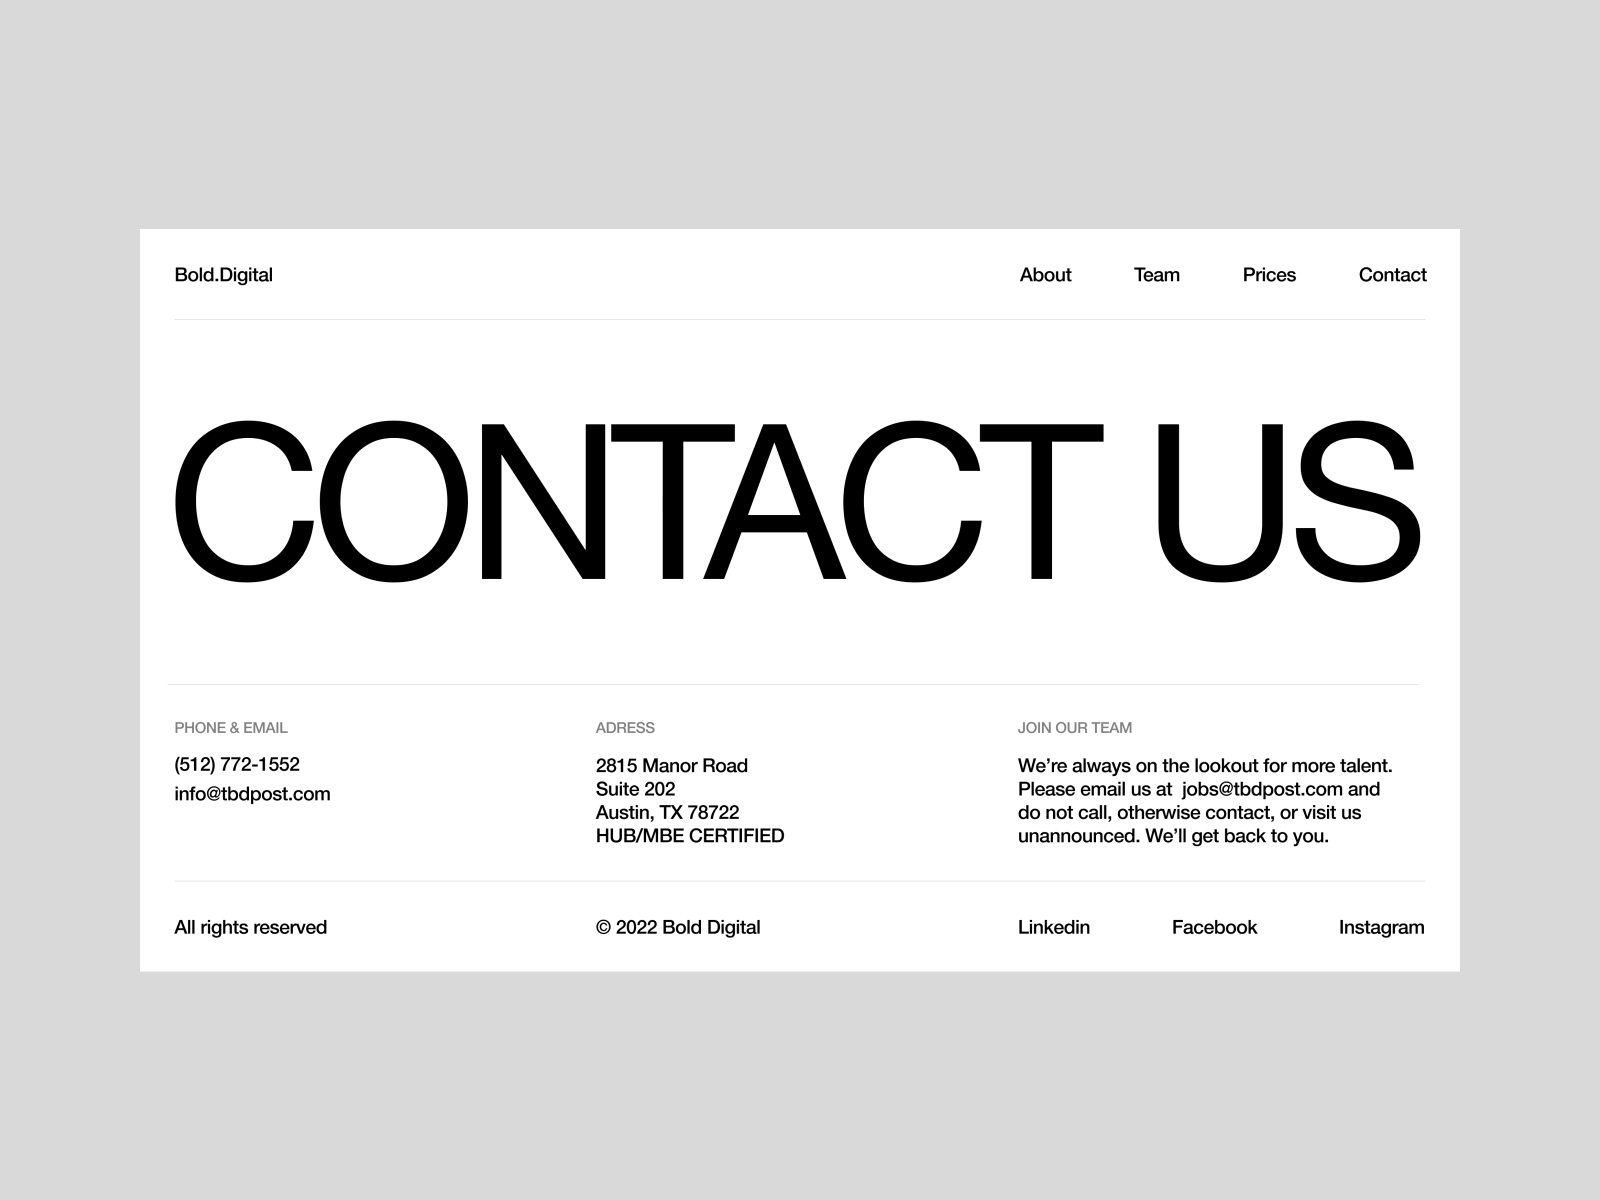 Bold.Digital
About Team Prices Contact
CONTACT US
PHONE & EMAIL
(512) 772-1552
info@tbdpost.com
ADRESS
2815 Manor Road
Suite 202
Austin, TX 78722
HUB/MBE CERTIFIED
JOIN OUR TEAM
We’re always on the lookout for more talent.
Please email us at  jobs@tbdpost.com and
do not call, otherwise contact, or visit us
unannounced. We’ll get back to you.
All rights reserved
© 2022 Bold Digital
Linkedin Facebook Instagram